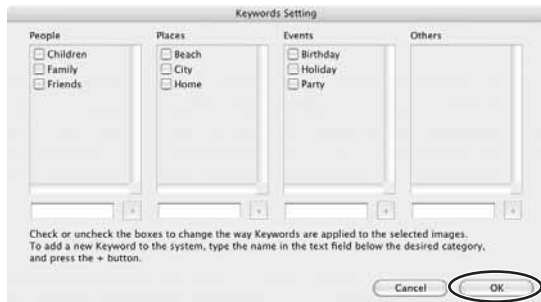 Keywords Setting
People Places Events Others
Children Beach Birthday
Family City Holiday
Friends Home Party
+ + + +
Check or uncheck the boxes to change the way Keywords are applied to the selected images.
To add a new Keyword to the system, type the name in the text field below the desired category,
and press the + button.
Cancel OK